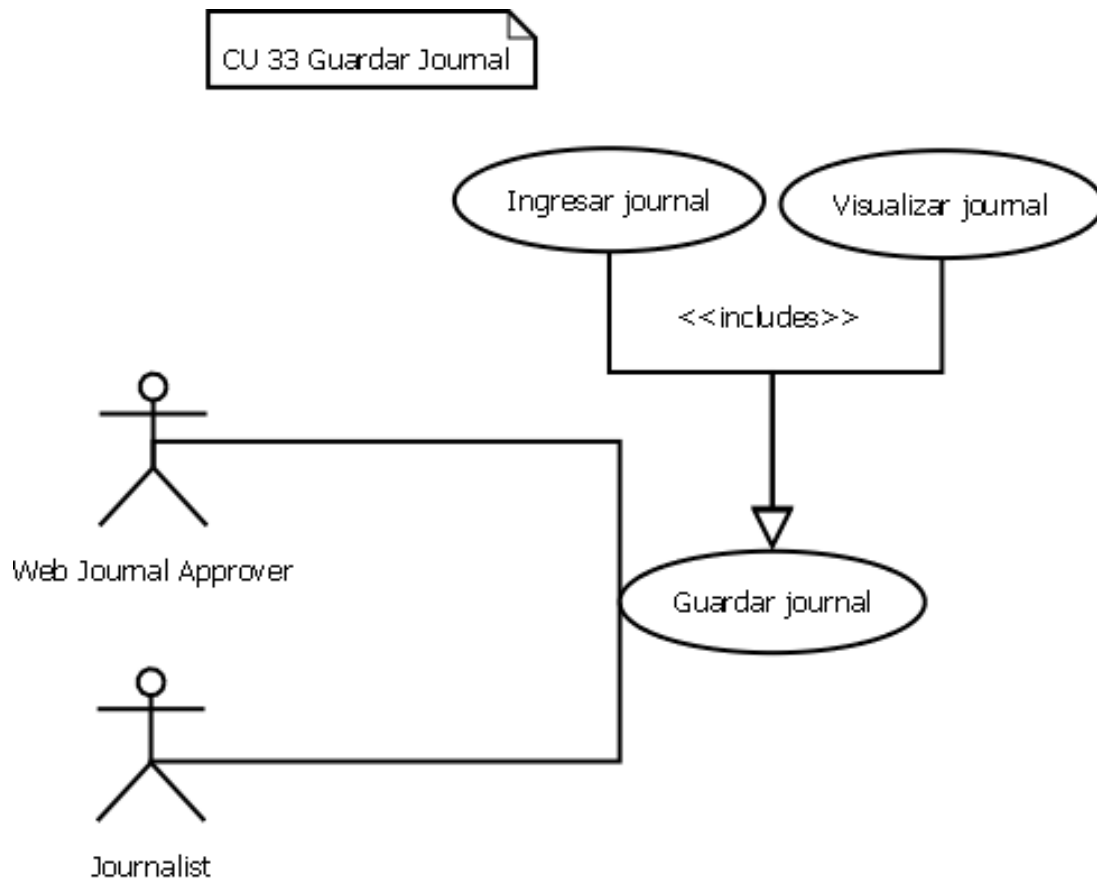 CU 33 Guardar Journal
Ingresar journal
Visualizar journal
<<includes>>
Web Journal Approver
Guardar journal
Journalist